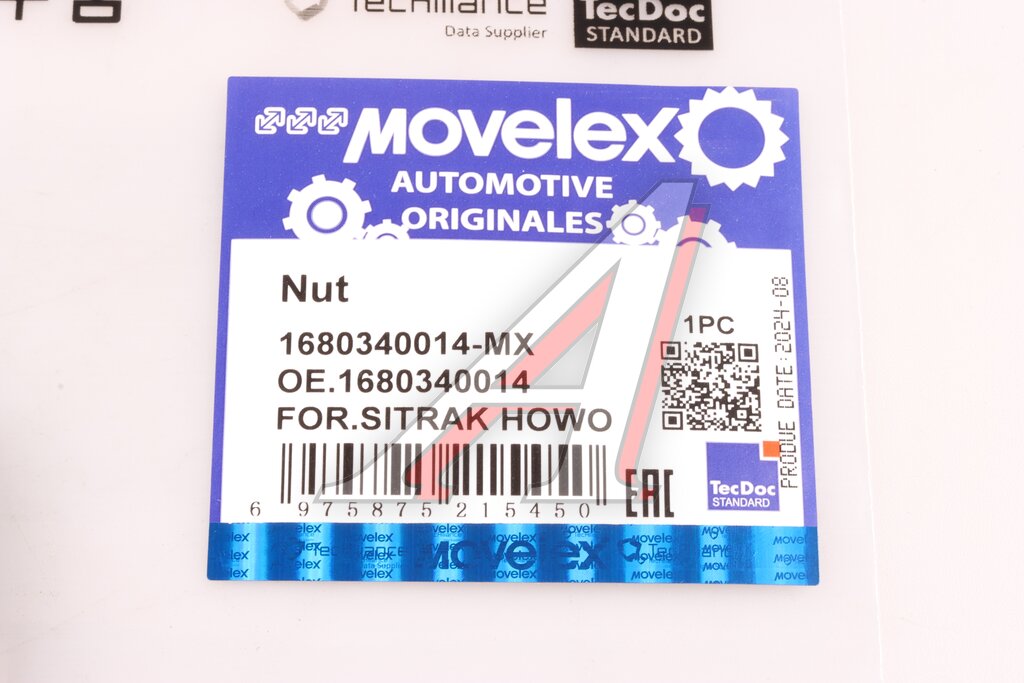 Techmance
Data Supplier
TecDoc
STANDARD
MOVELEX
AUTOMOTIVE
ORIGINALES
Nut
1680340014-MX
OE.1680340014
FOR.SITRAK HOWO
1PC
PRODUE DATE:2024-08
6 975875 215450
EAC
TecDoc
STANDARD
MOVELEX